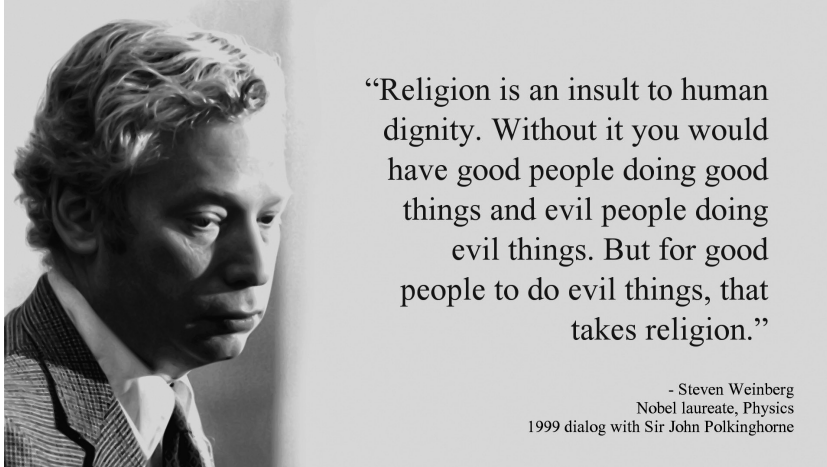 “Religion is an insult to human
dignity. Without it you would
have good people doing good
things and evil people doing
evil things. But for good
people to do evil things, that
takes religion.”
- Steven Weinberg
Nobel laureate, Physics
1999 dialog with Sir John Polkinghorne